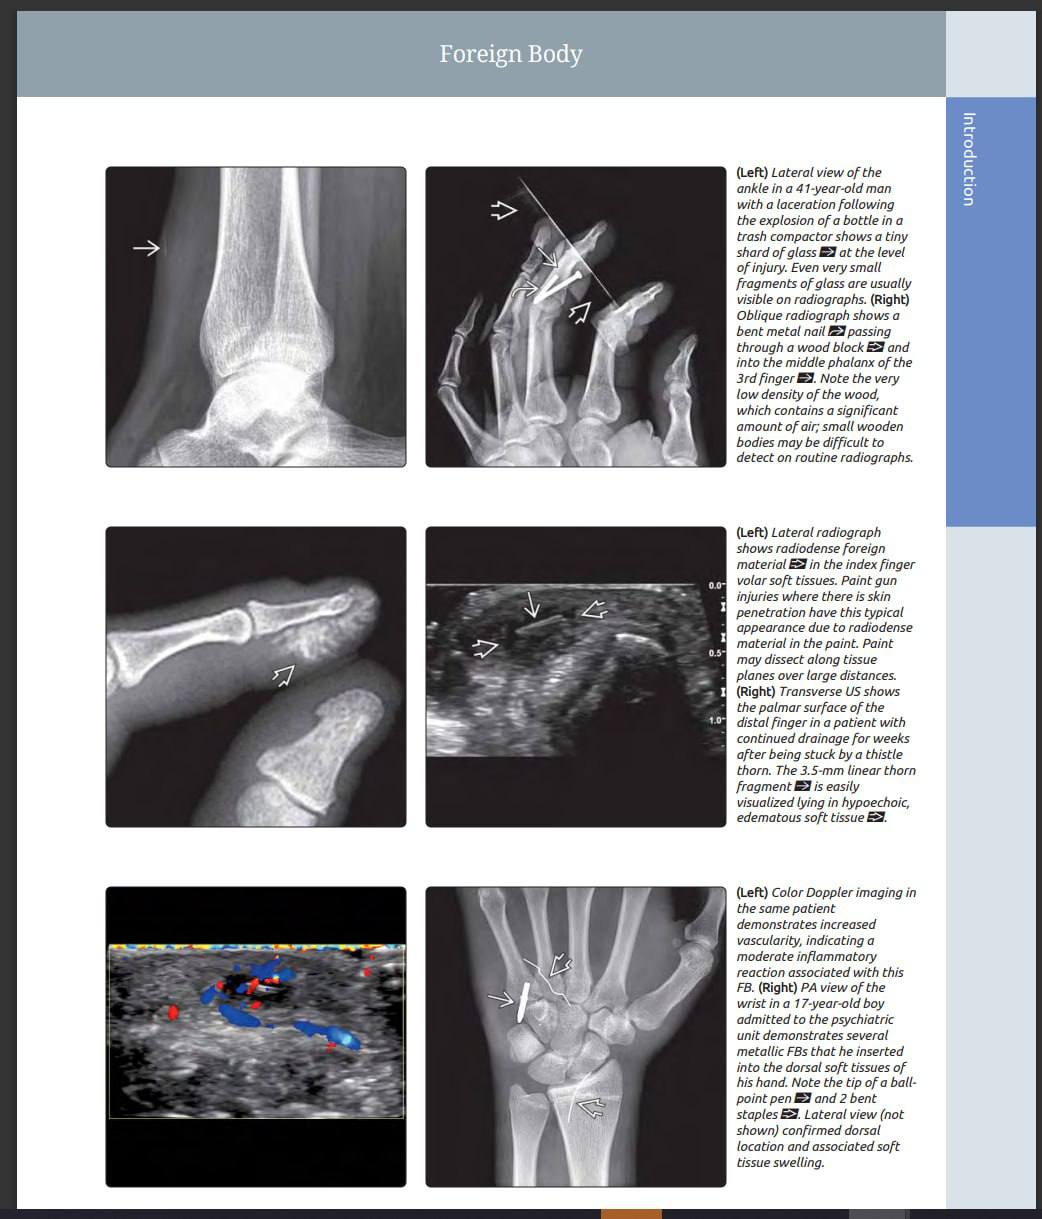 Foreign Body
Introduction
(Left) Lateral view of the
ankle in a 41-year-old man
with a laceration following
the explosion of a bottle in a
trash compactor shows a tiny
shard of glass at the level
of injury. Even very small
fragments of glass are usually
visible on radiographs. (Right)
Oblique radiograph shows a
bent metal nail passing
through a wood block and
into the middle phalanx of the
3rd finger. Note the very
low density of the wood,
which contains a significant
amount of air; small wooden
bodies may be difficult to
detect on routine radiographs.
(Left) Lateral radiograph
shows radiodense foreign
material in the index finger
volar soft tissues. Paint gun
injuries where there is skin
penetration have this typical
appearance due to radiodense
material in the paint. Paint
may dissect along tissue
planes over large distances.
(Right) Transverse US shows
the palmar surface of the
distal finger in a patient with
continued drainage for weeks
after being stuck by a thistle
thorn. The 3.5-mm linear thorn
fragment is easily
visualized lying in hypoechoic,
edematous soft tissue.
0.0
0.5
1.0
(Left) Color Doppler imaging in
the same patient
demonstrates increased
vascularity, indicating a
moderate inflammatory
reaction associated with this
FB. (Right) PA view of the
wrist in a 17-year-old boy
admitted to the psychiatric
unit demonstrates several
metallic FBs that he inserted
into the dorsal soft tissues of
his hand. Note the tip of a ball-
point pen and 2 bent
staples. Lateral view (not
shown) confirmed dorsal
location and associated soft
tissue swelling.